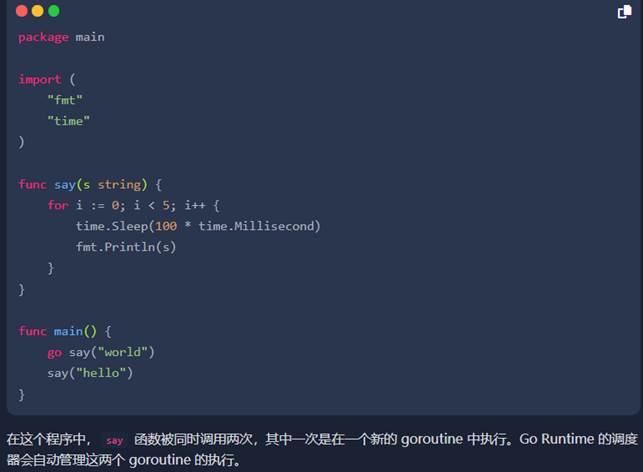 package main

import (
    "fmt"
    "time"
)

func say(s string) {
    for i := 0; i < 5; i++ {
        time.Sleep(100 * time.Millisecond)
        fmt.Println(s)
    }
}

func main() {
    go say("world")
    say("hello")
}
在这个程序中， say 函数被同时调用两次，其中一次是在一个新的 goroutine 中执行。Go Runtime 的调度
器会自动管理这两个 goroutine 的执行。